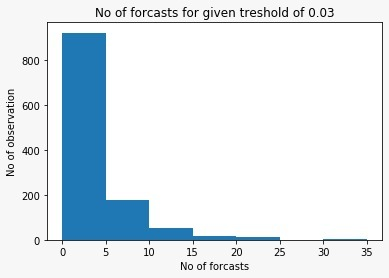 No of forcasts for given treshold of 0.03
No of observation
800
600
400
200
0
0 5 10 15 20 25 30 35
No of forcasts